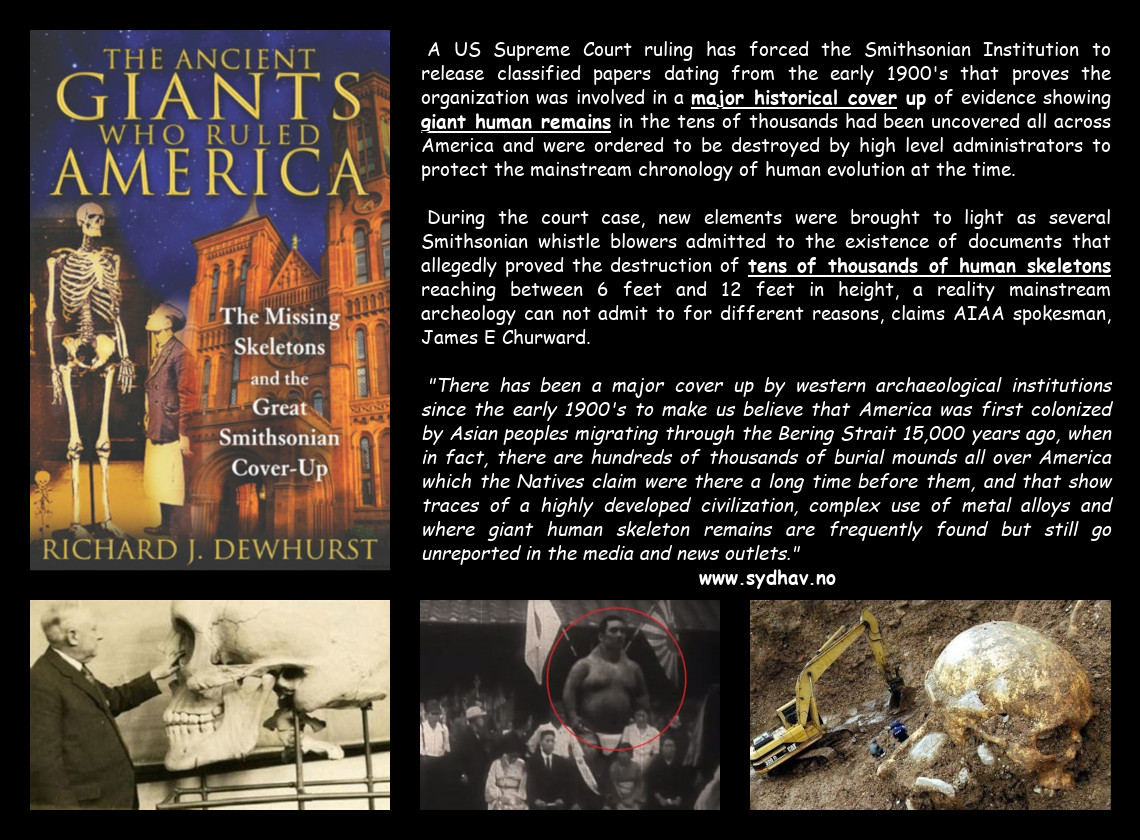 THE ANCIENT
GIANTS
WHO RULED
AMERICA
The Missing
Skeletons
and the
Great
Smithsonian
Cover-Up
RICHARD J. DEWHURST
A US Supreme Court ruling has forced the Smithsonian Institution to
release classified papers dating from the early 1900's that proves the
organization was involved in a major historical cover up of evidence showing
giant human remains in the tens of thousands had been uncovered all across
America and were ordered to be destroyed by high level administrators to
protect the mainstream chronology of human evolution at the time.
During the court case, new elements were brought to light as several
Smithsonian whistle blowers admitted to the existence of documents that
allegedly proved the destruction of tens of thousands of human skeletons
reaching between 6 feet and 12 feet in height, a reality mainstream
archeology can not admit to for different reasons, claims AIAA spokesman,
James E Churward.
"There has been a major cover up by western archaeological institutions
since the early 1900's to make us believe that America was first colonized
by Asian peoples migrating through the Bering Strait 15,000 years ago, when
in fact, there are hundreds of thousands of burial mounds all over America
which the Natives claim were there a long time before them, and that show
traces of a highly developed civilization, complex use of metal alloys and
where giant human skeleton remains are frequently found but still go
unreported in the media and news outlets."
www.sydhav.no